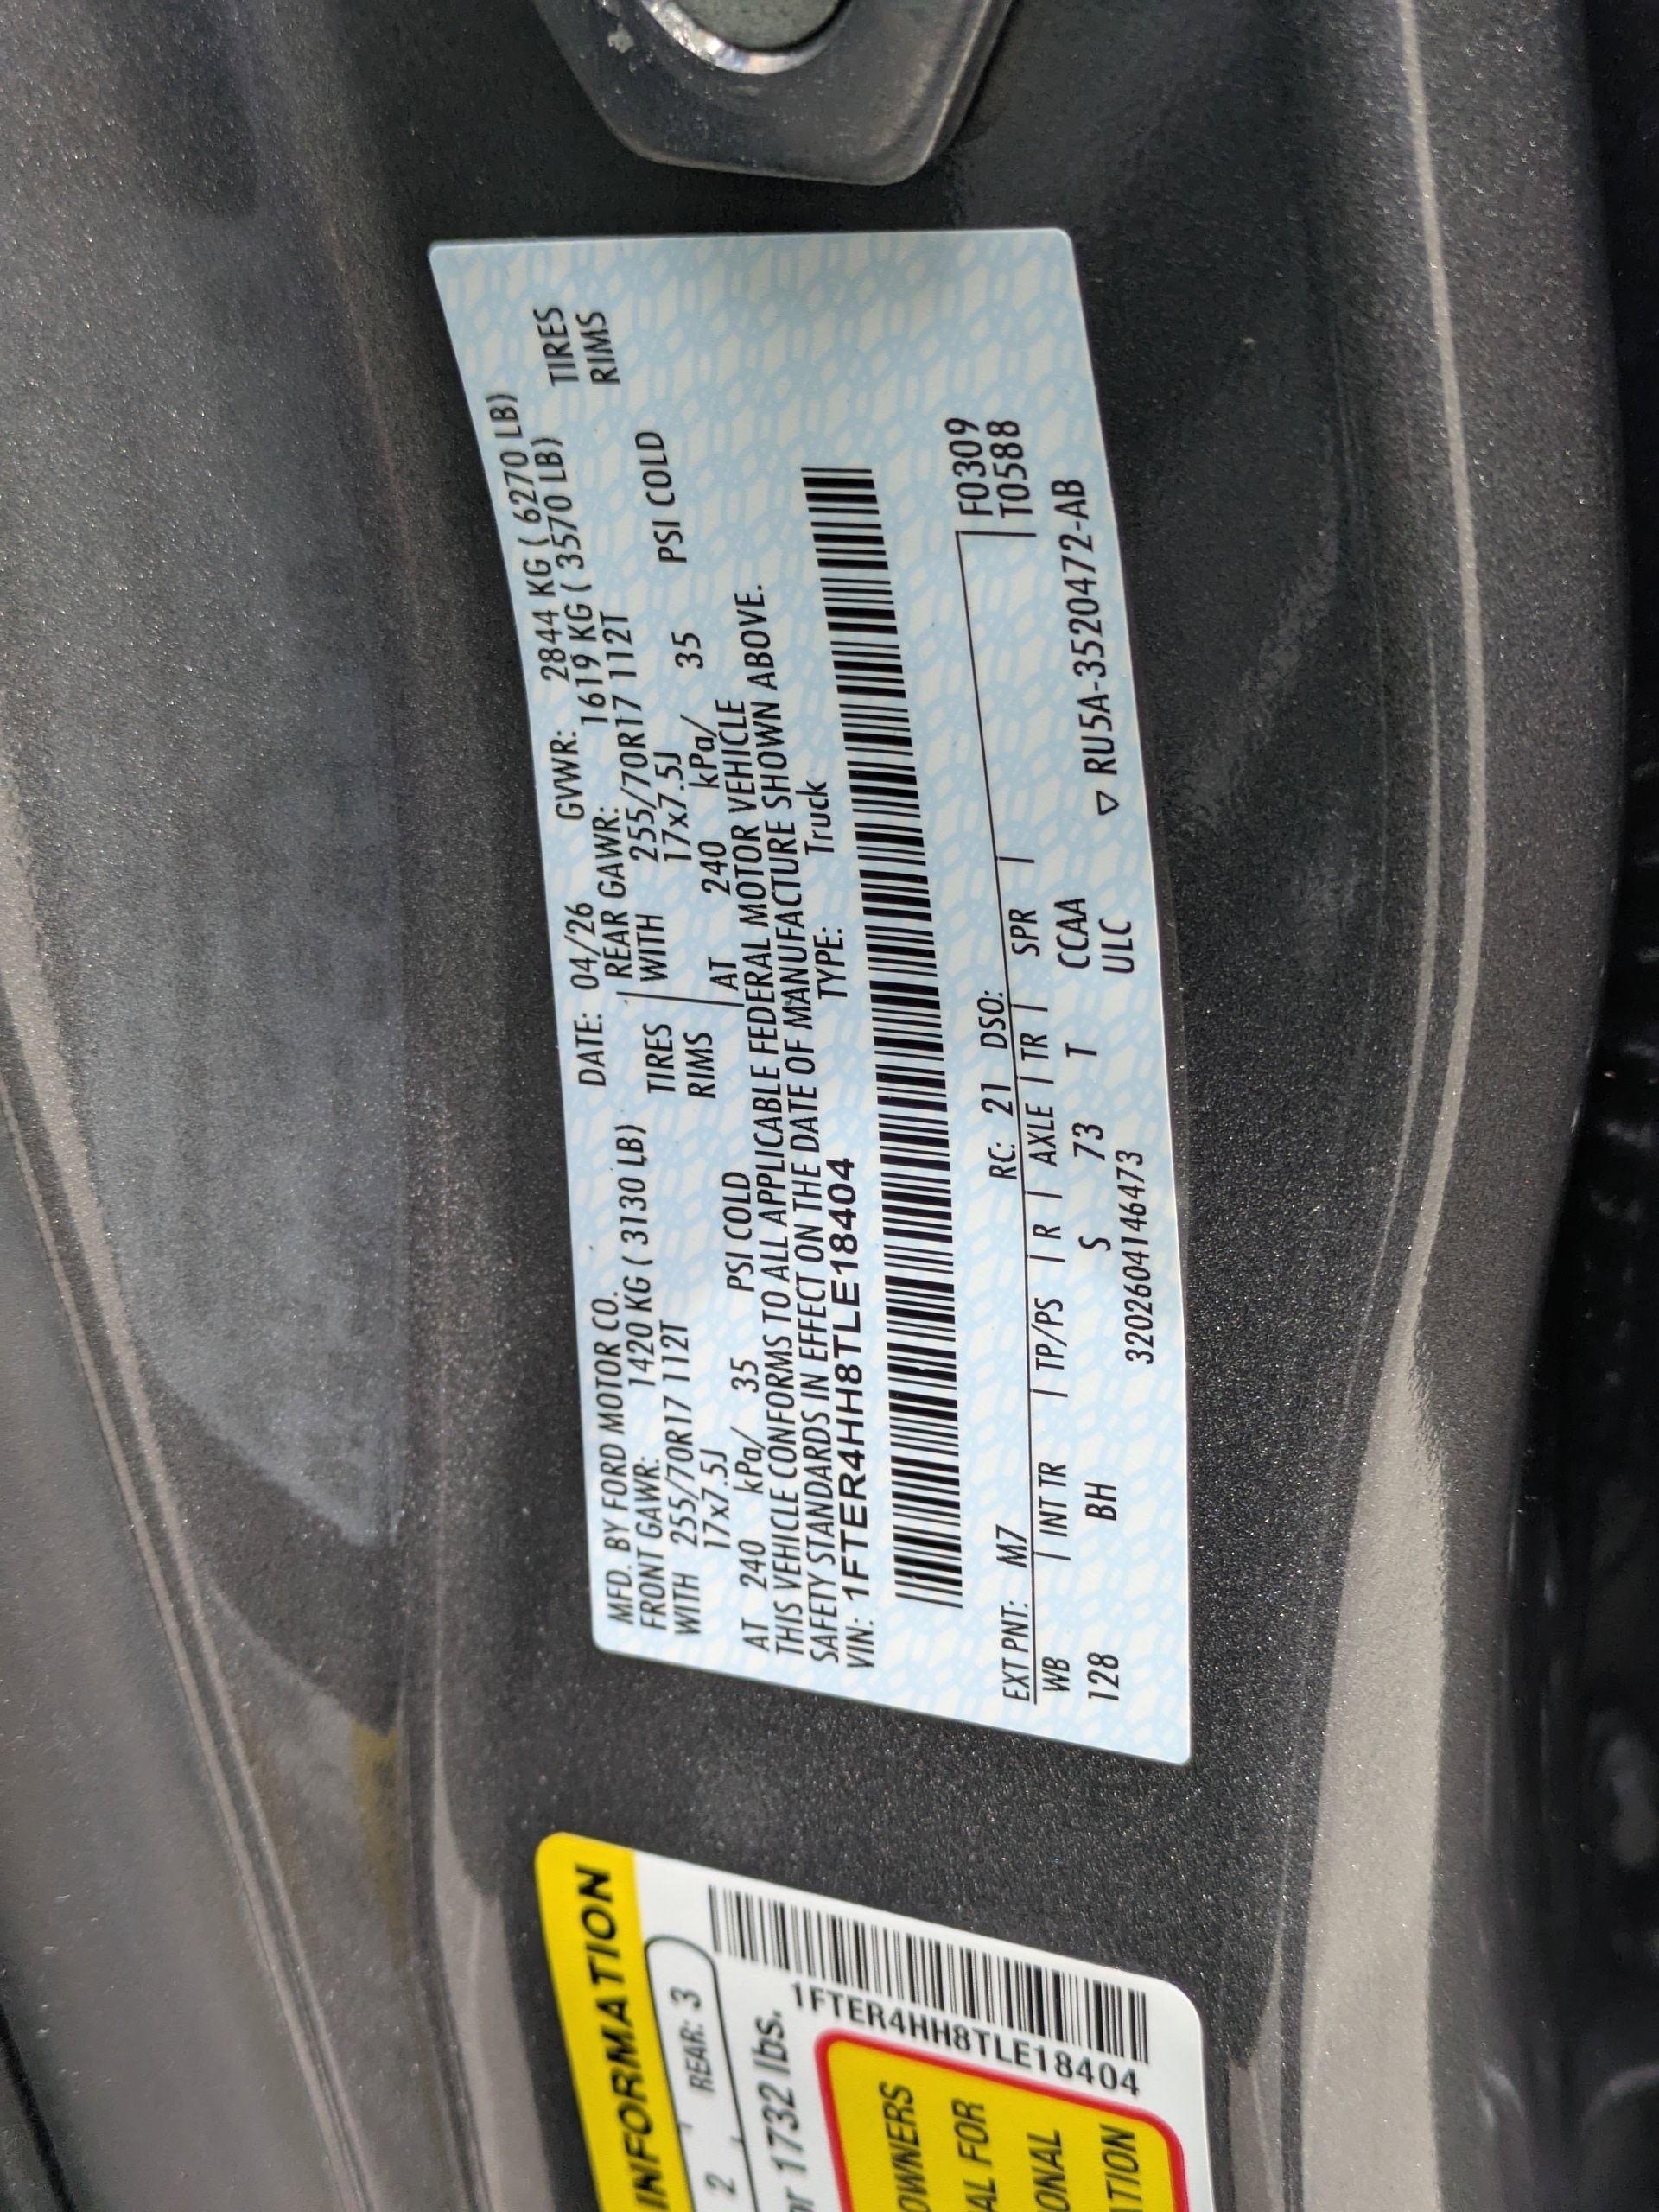 MFD. BY FORD MOTOR CO. DATE: 04/26 GVWR: 2844 KG ( 6270 LB)
FRONT GAWR: 1420 KG ( 3130 LB) REAR GAWR: 1619 KG ( 3570 LB)
WITH 255/70R17 112T TIRES WITH 255/70R17 112T TIRES
17x7.5J RIMS 17x7.5J RIMS
AT 240 kPa/ 35 PSI COLD AT 240 kPa/ 35 PSI COLD
THIS VEHICLE CONFORMS TO ALL APPLICABLE FEDERAL MOTOR VEHICLE
SAFETY STANDARDS IN EFFECT ON THE DATE OF MANUFACTURE SHOWN ABOVE.
VIN: 1FTER4HH8TLE18404 TYPE: Truck
F0309
T0588
EXT PNT: M7 RC: 21 DSO:
WB | INT TR | TP/PS | R | AXLE | TR | SPR |
128 BH S 73 T CCAA
ULC
320260414 6473 ▽ RU5A-3520472-AB
INFORMATION
2 REAR: 3
1732 lbs.
1FTER4HH8TLE18404
OWNERS
AL FOR
ONAL
ATION